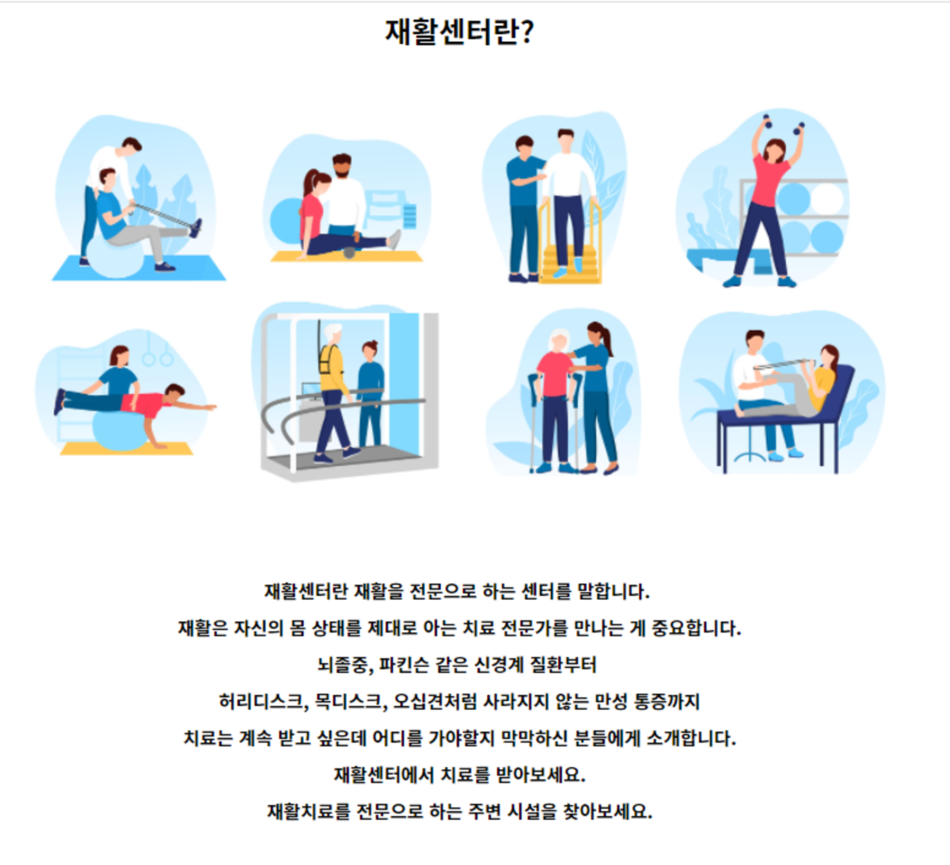 재활센터란?
재활센터란 재활을 전문으로 하는 센터를 말합니다.
재활은 자신의 몸 상태를 제대로 아는 치료 전문가를 만나는 게 중요합니다.
뇌졸중, 파킨슨 같은 신경계 질환부터
허리디스크, 목디스크, 오십견처럼 사라지지 않는 만성 통증까지
치료는 계속 받고 싶은데 어디를 가야할지 막막하신 분들에게 소개합니다.
재활센터에서 치료를 받아보세요.
재활치료를 전문으로 하는 주변 시설을 찾아보세요.